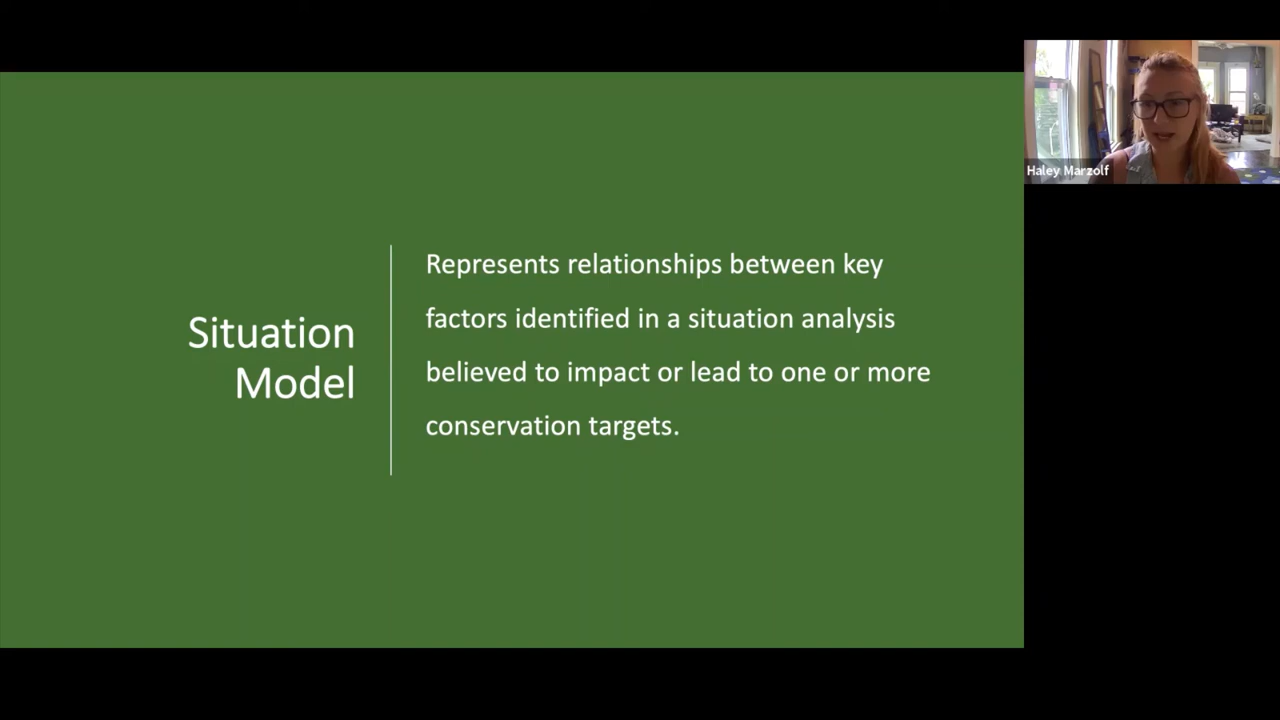 Situation
Model
Represents relationships between key
factors identified in a situation analysis
believed to impact or lead to one or more
conservation targets.
Haley Marzolf